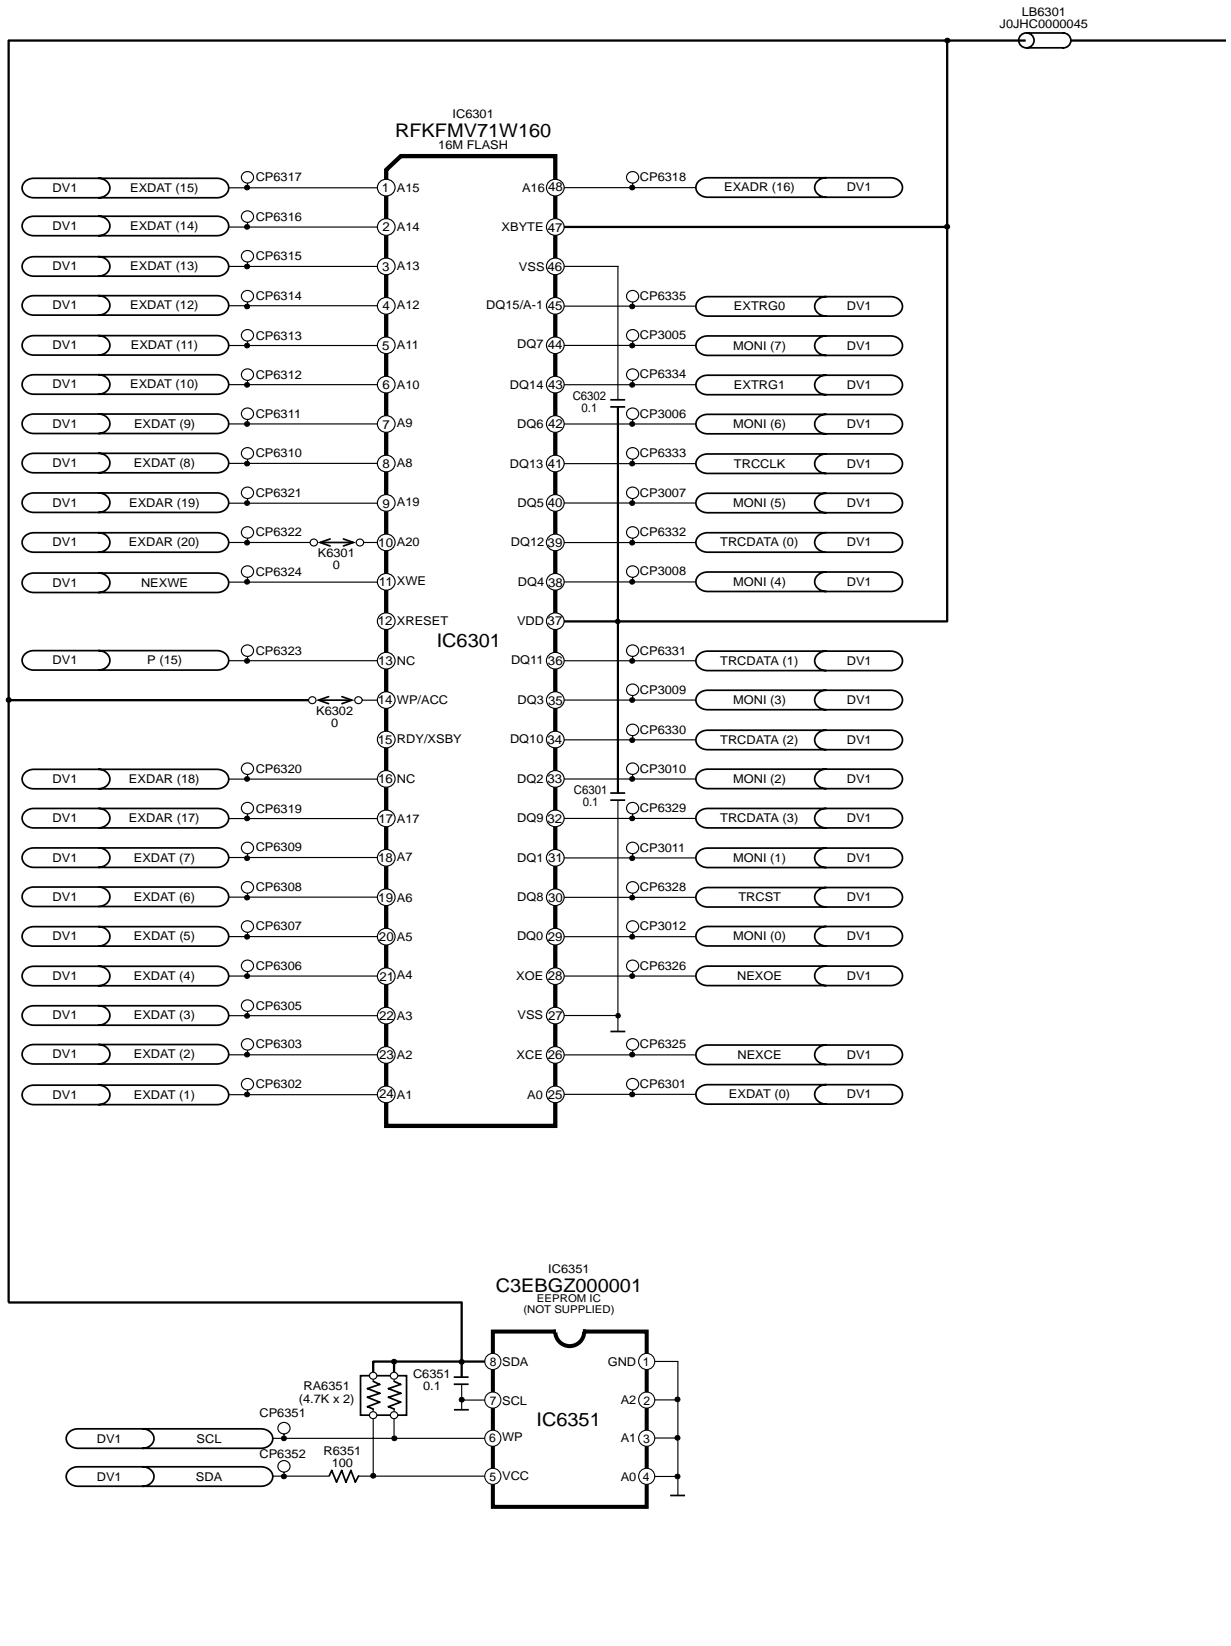 LB6301
J0JHC0000045
IC6301
RFKFMV71W160
16M FLASH
DV1 EXDAT (15) CP6317 1 A15 A16 48 CP6318 EXADR (16) DV1
DV1 EXDAT (14) CP6316 2 A14 XBYTE 47
DV1 EXDAT (13) CP6315 3 A13 VSS 46
DV1 EXDAT (12) CP6314 4 A12 DQ15/A-1 45 CP6335 EXTRG0 DV1
DV1 EXDAT (11) CP6313 5 A11 DQ7 44 CP3005 MONI (7) DV1
DV1 EXDAT (10) CP6312 6 A10 DQ14 43 CP6334 EXTRG1 DV1
C6302
0.1
DV1 EXDAT (9) CP6311 7 A9 DQ6 42 CP3006 MONI (6) DV1
DV1 EXDAT (8) CP6310 8 A8 DQ13 41 CP6333 TRCCLK DV1
DV1 EXDAR (19) CP6321 9 A19 DQ5 40 CP3007 MONI (5) DV1
DV1 EXDAR (20) CP6322 10 A20 DQ12 39 CP6332 TRCDATA (0) DV1
K6301
0
DV1 NEXWE CP6324 11 XWE DQ4 38 CP3008 MONI (4) DV1
12 XRESET VDD 37
IC6301
DV1 P (15) CP6323 13 NC DQ11 36 CP6331 TRCDATA (1) DV1
14 WP/ACC DQ3 35 CP3009 MONI (3) DV1
K6302
0
15 RDY/XSBY DQ10 34 CP6330 TRCDATA (2) DV1
DV1 EXDAR (18) CP6320 16 NC DQ2 33 CP3010 MONI (2) DV1
C6301
0.1
DV1 EXDAR (17) CP6319 17 A17 DQ9 32 CP6329 TRCDATA (3) DV1
DV1 EXDAT (7) CP6309 18 A7 DQ1 31 CP3011 MONI (1) DV1
DV1 EXDAT (6) CP6308 19 A6 DQ8 30 CP6328 TRCST DV1
DV1 EXDAT (5) CP6307 20 A5 DQ0 29 CP3012 MONI (0) DV1
DV1 EXDAT (4) CP6306 21 A4 XOE 28 CP6326 NEXOE DV1
DV1 EXDAT (3) CP6305 22 A3 VSS 27
DV1 EXDAT (2) CP6303 23 A2 XCE 26 CP6325 NEXCE DV1
DV1 EXDAT (1) CP6302 24 A1 A0 25 CP6301 EXDAT (0) DV1
IC6351
C3EBGZ000001
EEPROM IC
(NOT SUPPLIED)
8 SDA GND 1
RA6351
(4.7K x 2)
C6351
0.1
7 SCL A2 2
IC6351
DV1 SCL CP6351 6 WP A1 3
DV1 SDA CP6352 R6351
100
5 VCC A0 4